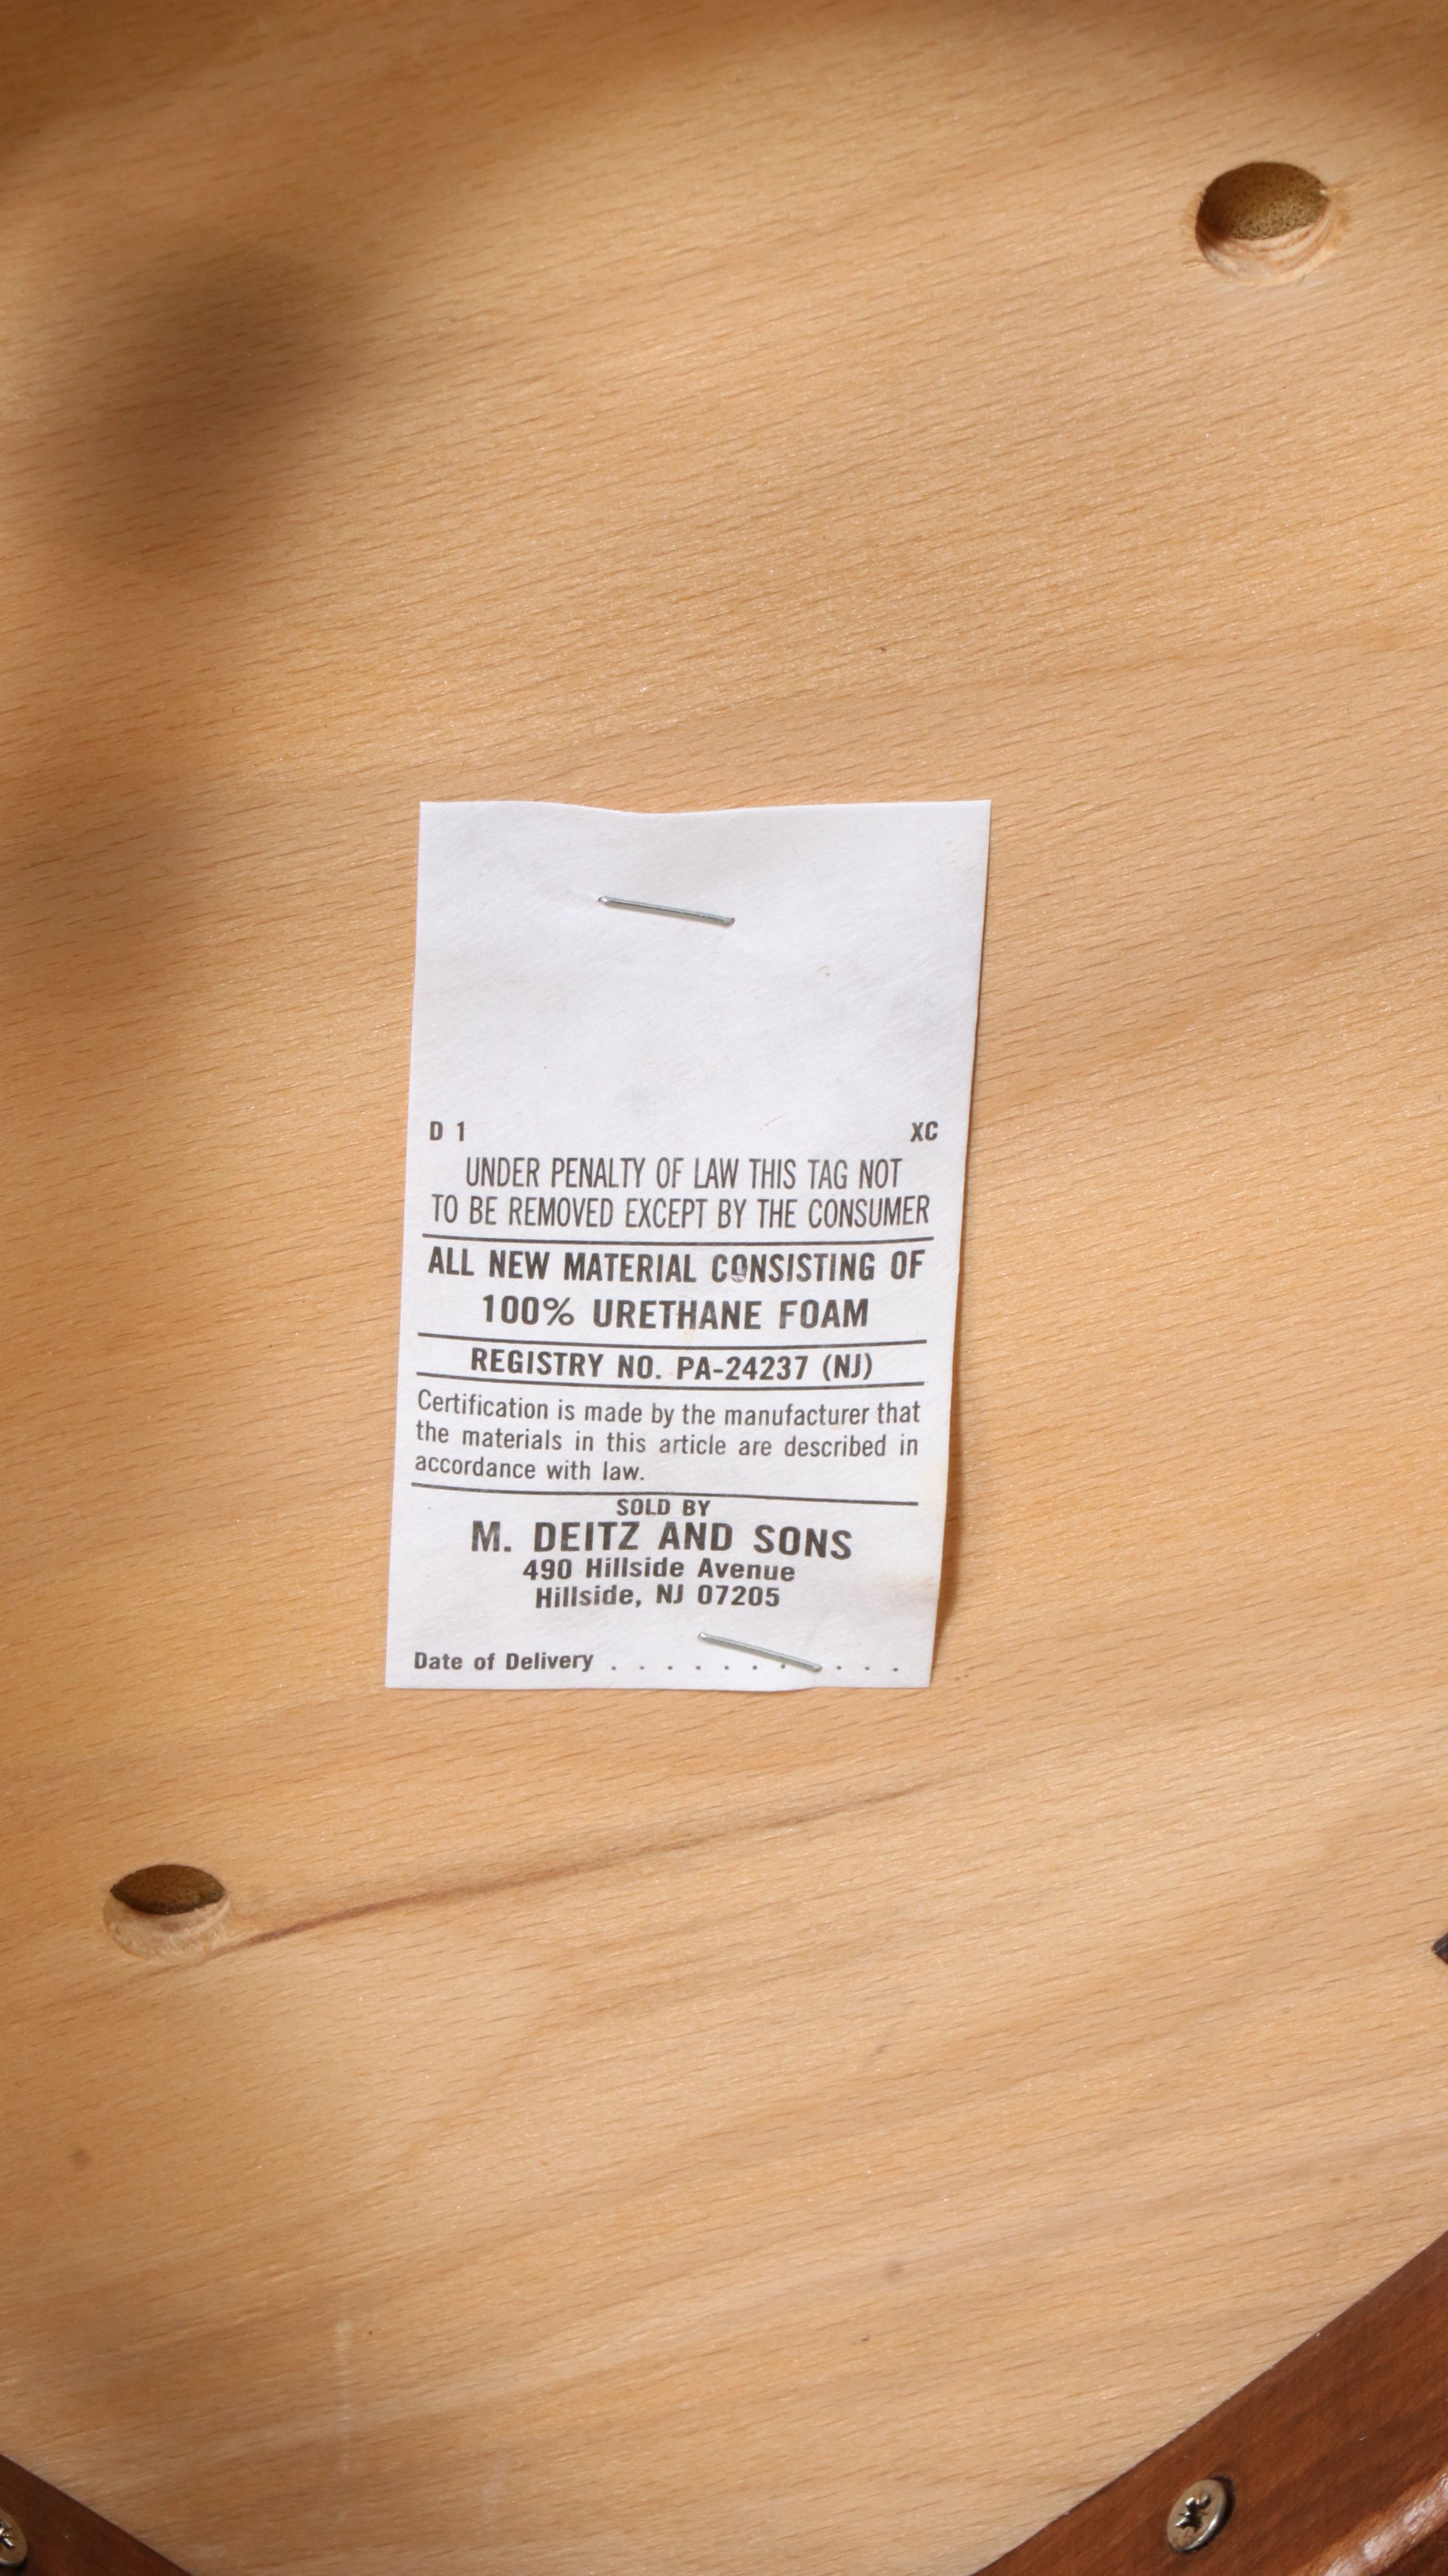 D 1 XC
UNDER PENALTY OF LAW THIS TAG NOT
TO BE REMOVED EXCEPT BY THE CONSUMER
ALL NEW MATERIAL CONSISTING OF
100% URETHANE FOAM
REGISTRY NO. PA-24237 (NJ)
Certification is made by the manufacturer that
the materials in this article are described in
accordance with law.
SOLD BY
M. DEITZ AND SONS
490 Hillside Avenue
Hillside, NJ 07205
Date of Delivery . . . . . . . . . . .